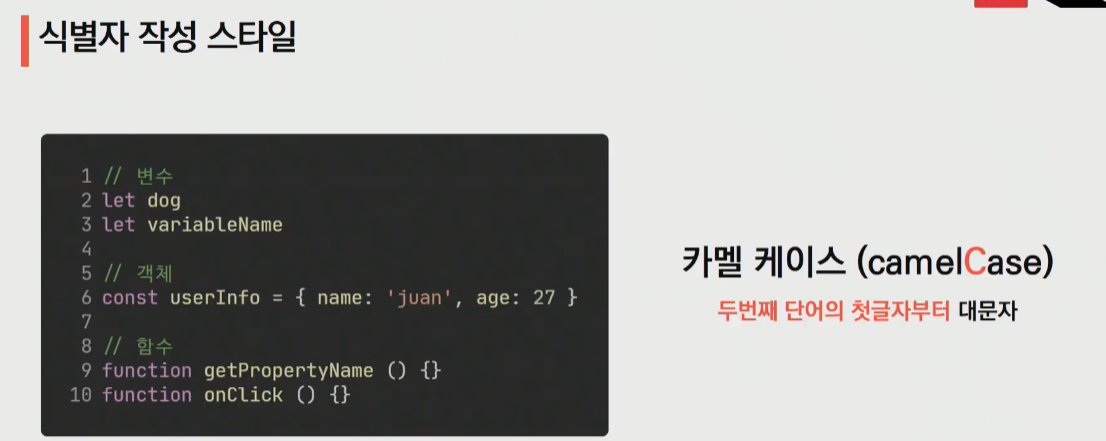 식별자 작성 스타일
1 // 변수
2 let dog
3 let variableName
4
5 // 객체
6 const userInfo = { name: 'juan', age: 27 }
7
8 // 함수
9 function getPropertyName () {}
10 function onClick () {}
카멜 케이스 (camelCase)
두번째 단어의 첫글자부터 대문자